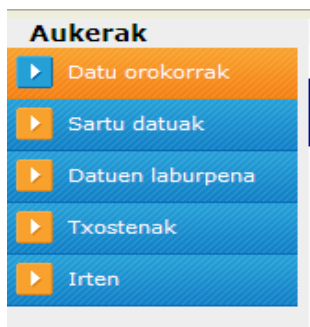 Aukerak
Datu orokorrak
Sartu datuak
Datuen laburpena
Txostenak
Irten